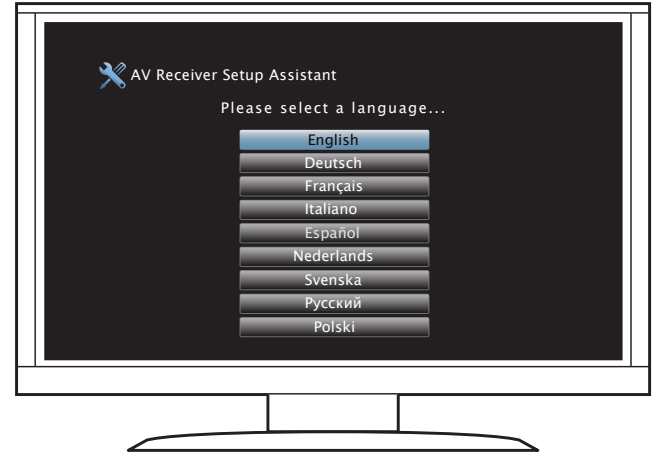 AV Receiver Setup Assistant
Please select a language...
English
Deutsch
Français
Italiano
Español
Nederlands
Svenska
Русский
Polski